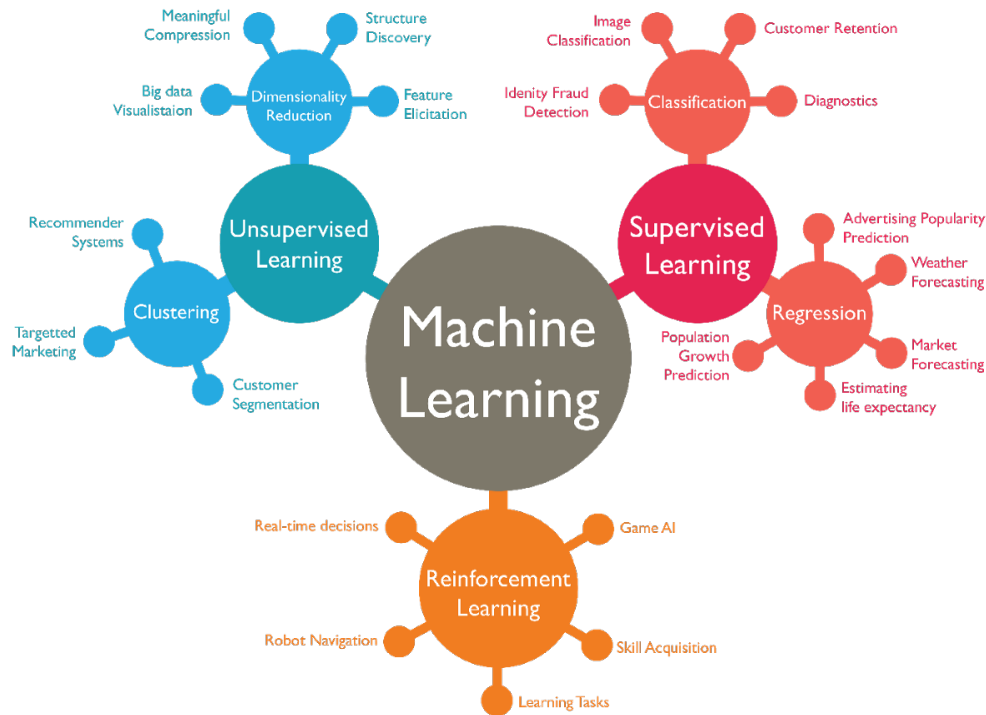 Meaningful
Compression
Structure
Discovery
Big data
Visualistaion
Dimensionality
Reduction
Feature
Elicitation
Image
Classification
Customer Retention
Idenity Fraud
Detection
Classification
Diagnostics
Unsupervised
Learning
Supervised
Learning
Recommender
Systems
Clustering
Targetted
Marketing
Customer
Segmentation
Machine
Learning
Advertising Popularity
Prediction
Weather
Forecasting
Regression
Population
Growth
Prediction
Market
Forecasting
Estimating
life expectancy
Real-time decisions
Game AI
Reinforcement
Learning
Robot Navigation
Skill Acquisition
Learning Tasks